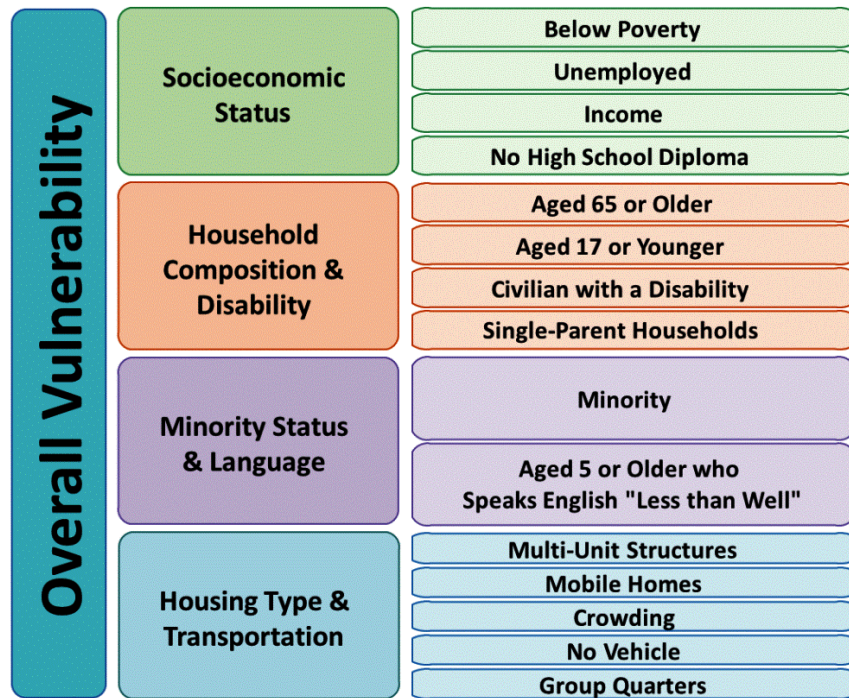 Overall Vulnerability
Socioeconomic
Status
Below Poverty
Unemployed
Income
No High School Diploma
Household
Composition &
Disability
Aged 65 or Older
Aged 17 or Younger
Civilian with a Disability
Single-Parent Households
Minority Status
& Language
Minority
Aged 5 or Older who
Speaks English "Less than Well"
Housing Type &
Transportation
Multi-Unit Structures
Mobile Homes
Crowding
No Vehicle
Group Quarters